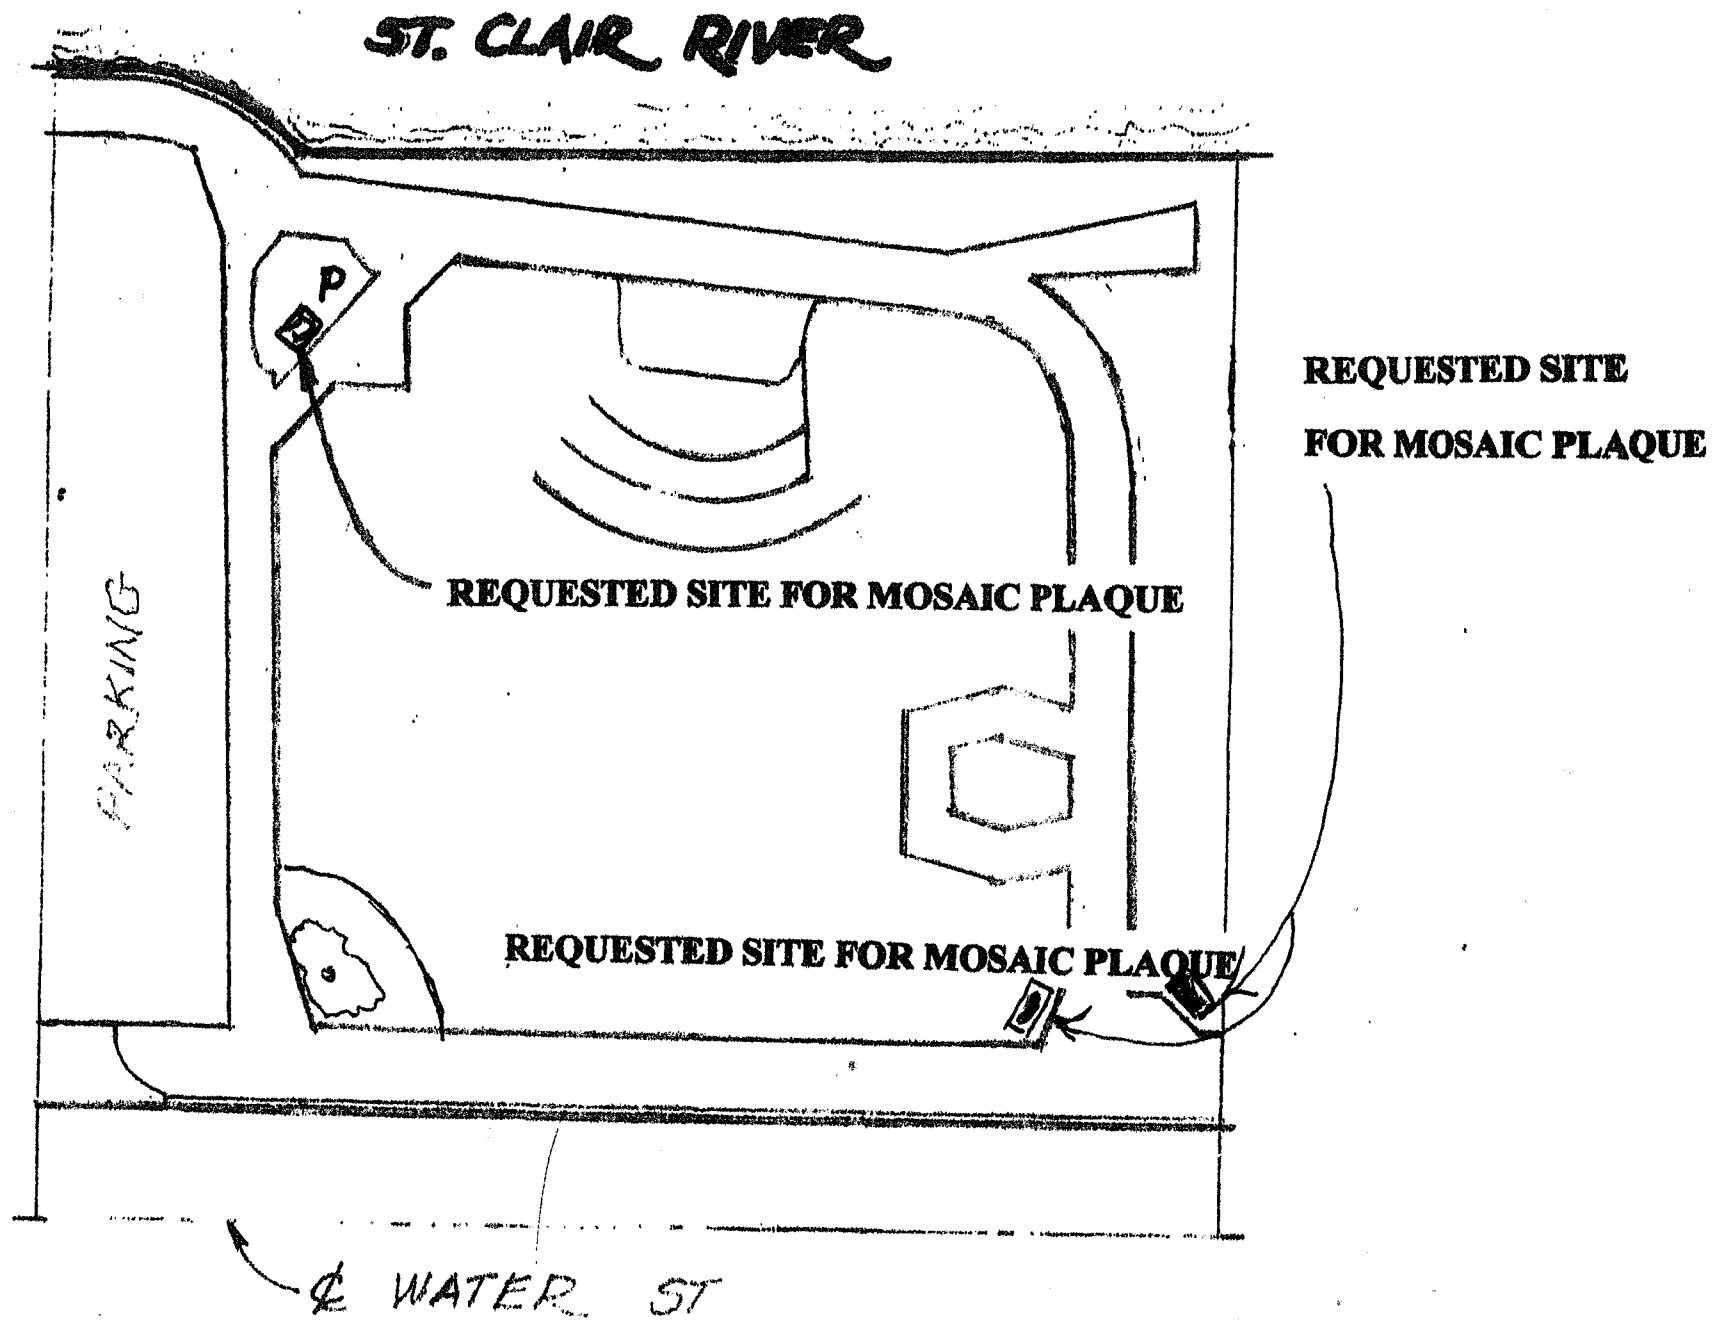 ST. CLAIR RIVER
P
REQUESTED SITE
FOR MOSAIC PLAQUE
REQUESTED SITE FOR MOSAIC PLAQUE
PARKING
REQUESTED SITE FOR MOSAIC PLAQUE
℄ WATER ST